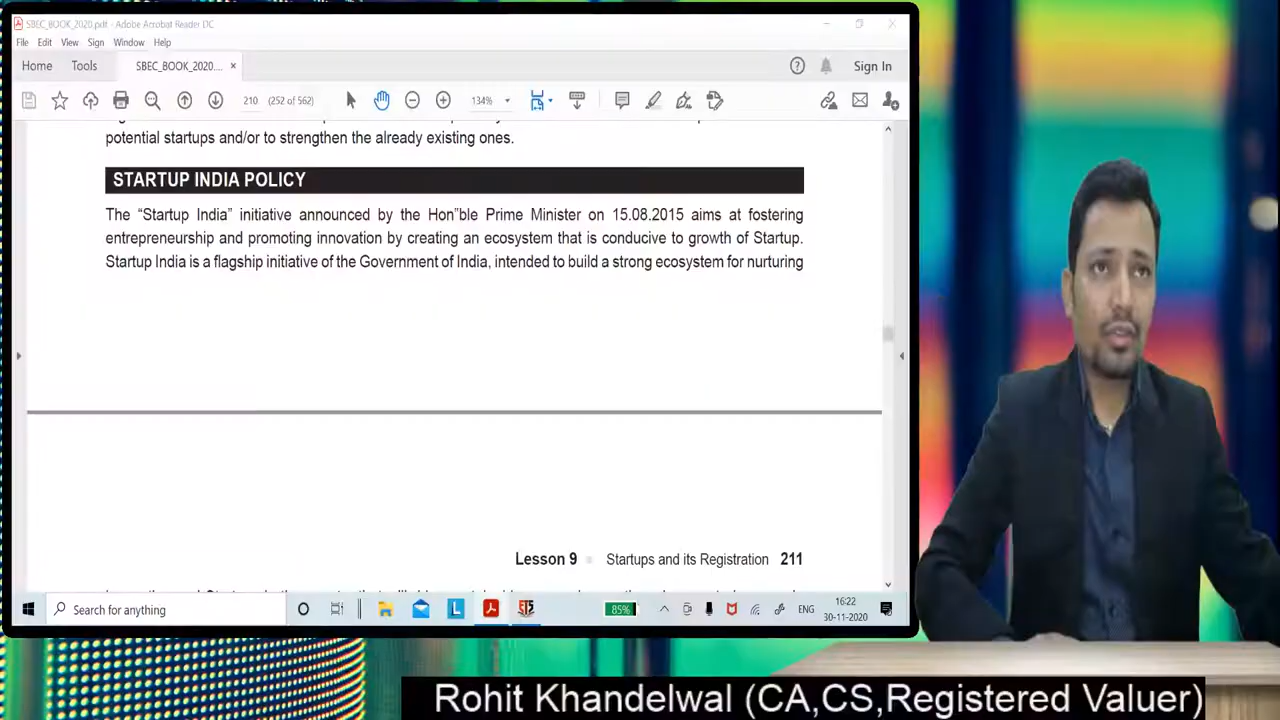 SBEC_BOOK_2020.pdf - Adobe Acrobat Reader DC
File Edit View Sign Window Help
Home Tools SBEC_BOOK_2020.... × Sign In
210 (252 of 562) 134%
potential startups and/or to strengthen the already existing ones.
STARTUP INDIA POLICY
The “Startup India” initiative announced by the Hon"ble Prime Minister on 15.08.2015 aims at fostering
entrepreneurship and promoting innovation by creating an ecosystem that is conducive to growth of Startup.
Startup India is a flagship initiative of the Government of India, intended to build a strong ecosystem for nurturing
Lesson 9 Startups and its Registration 211
Search for anything 85% ENG 16:22
30-11-2020
Rohit Khandelwal (CA,CS,Registered Valuer)